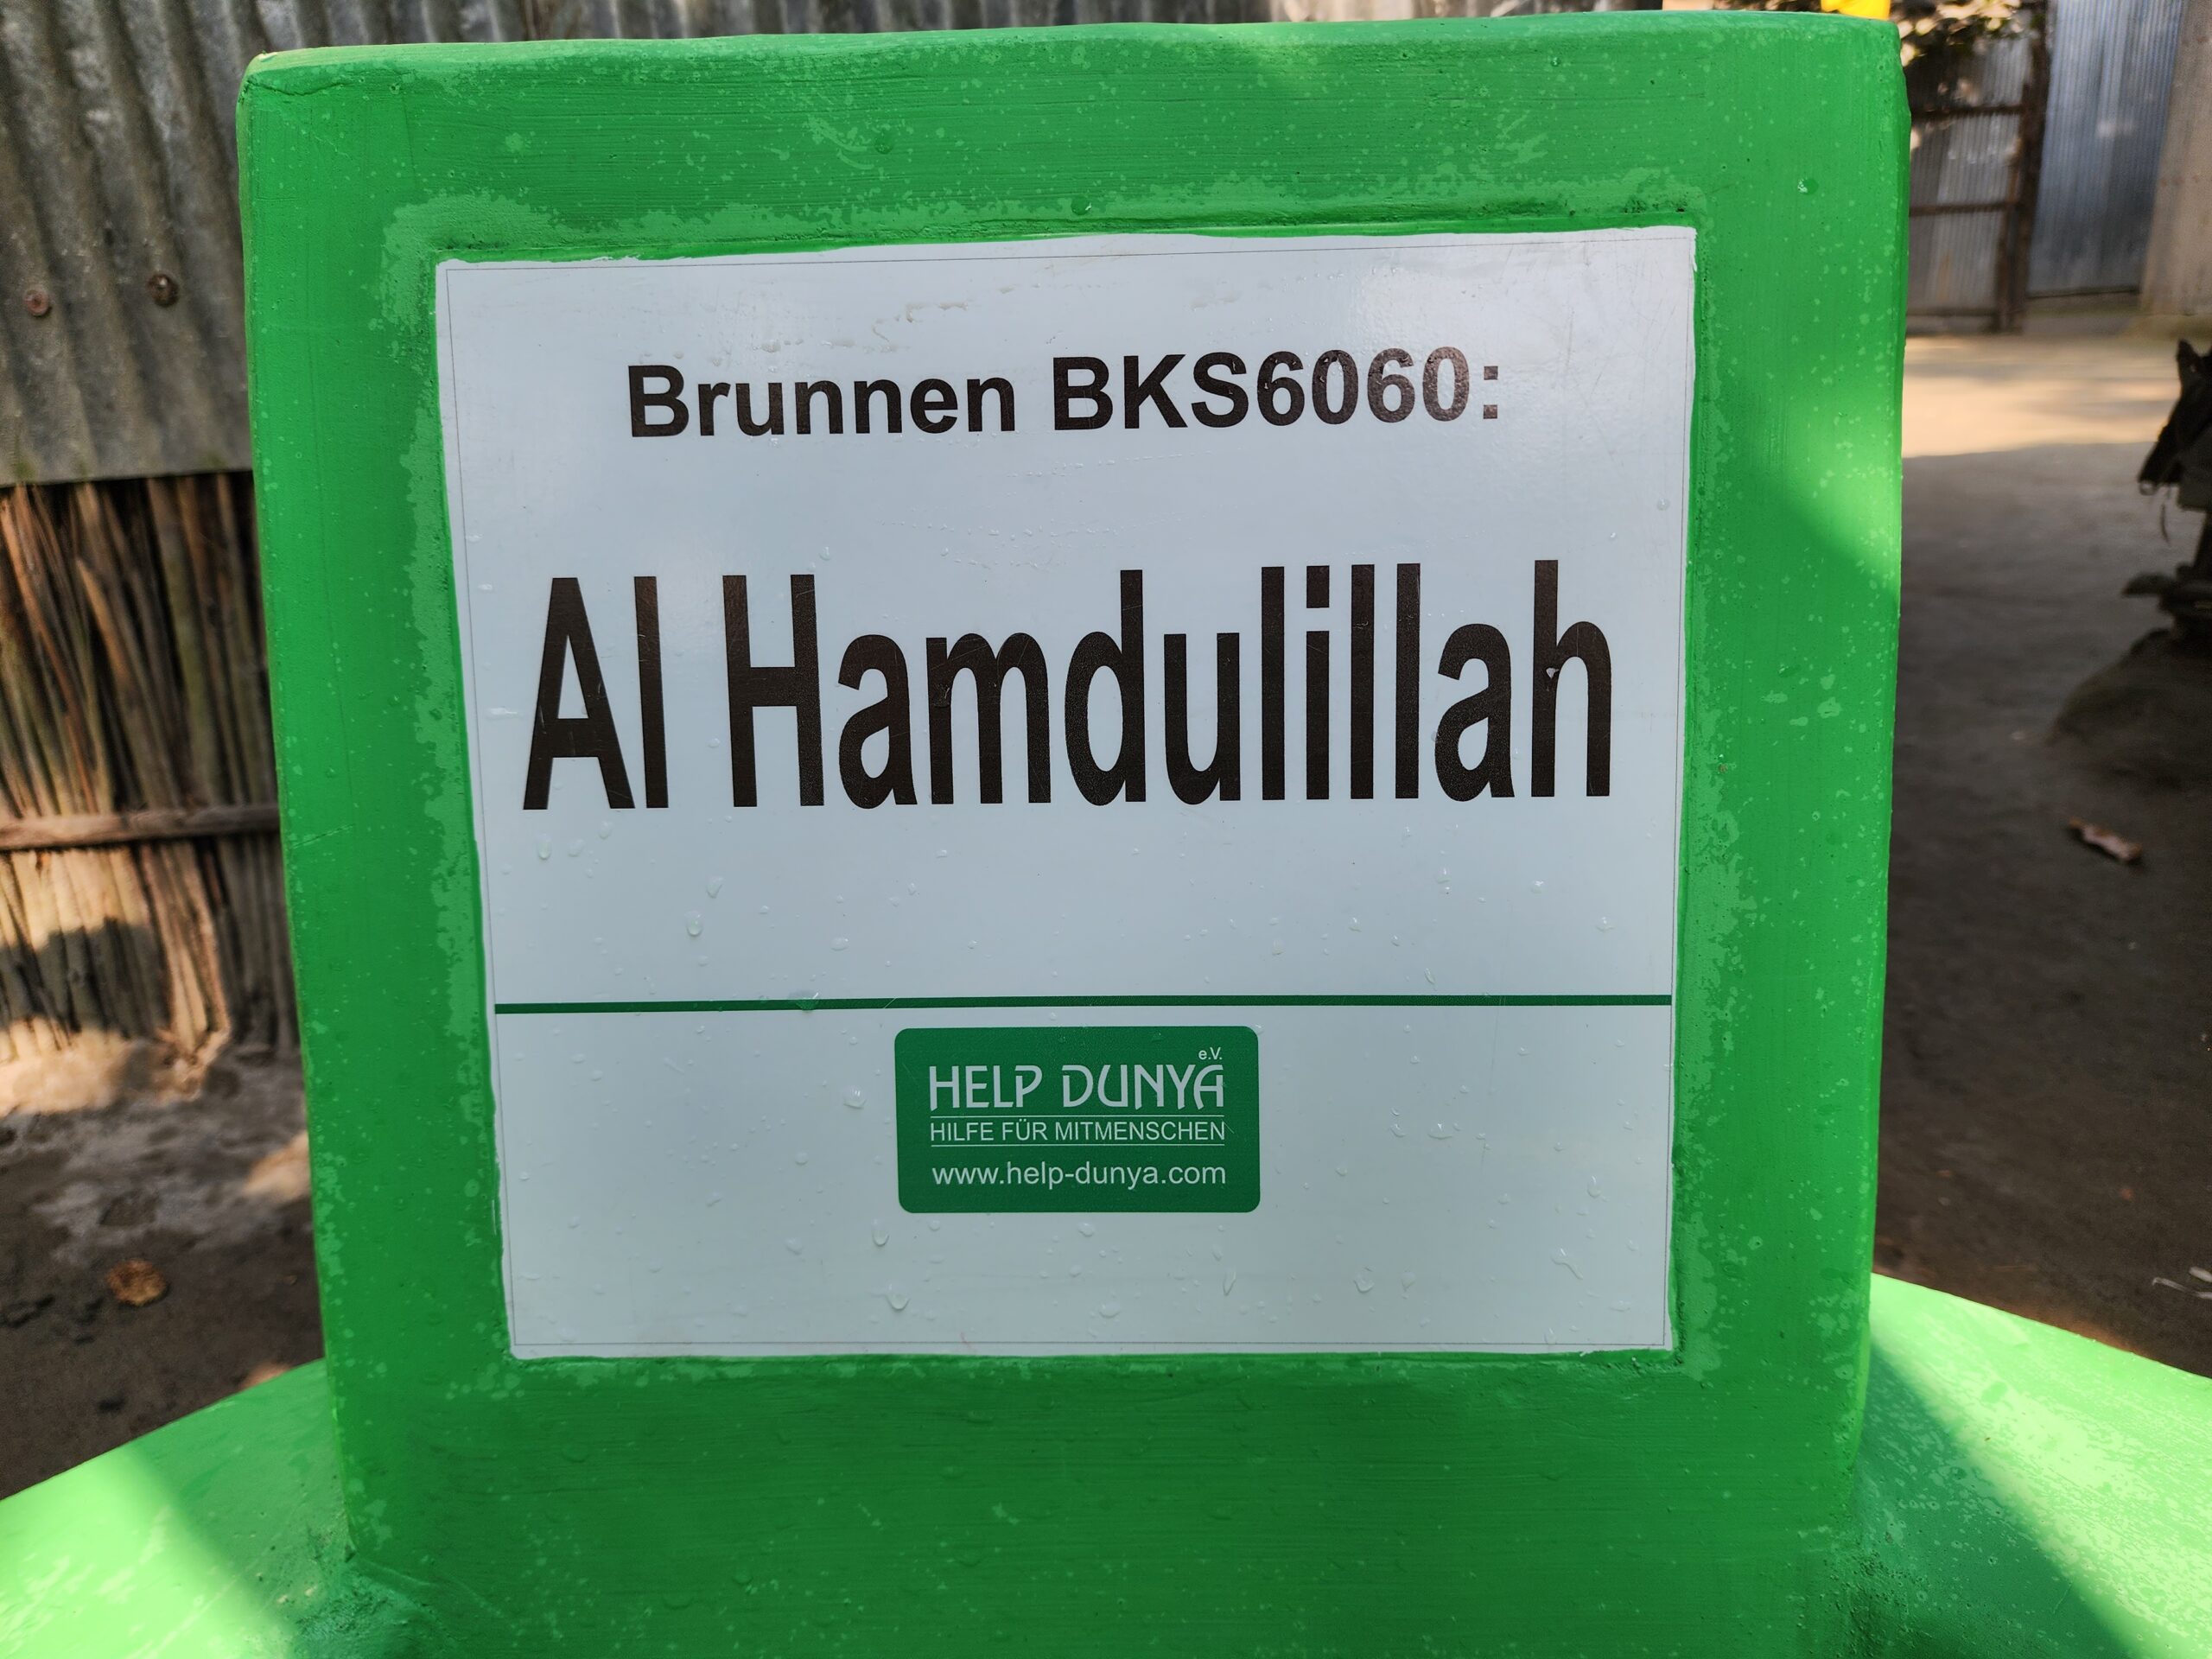 Brunnen BKS6060:
Al Hamdulillah
e.V.
HELP DUNYA
HILFE FÜR MITMENSCHEN
www.help-dunya.com